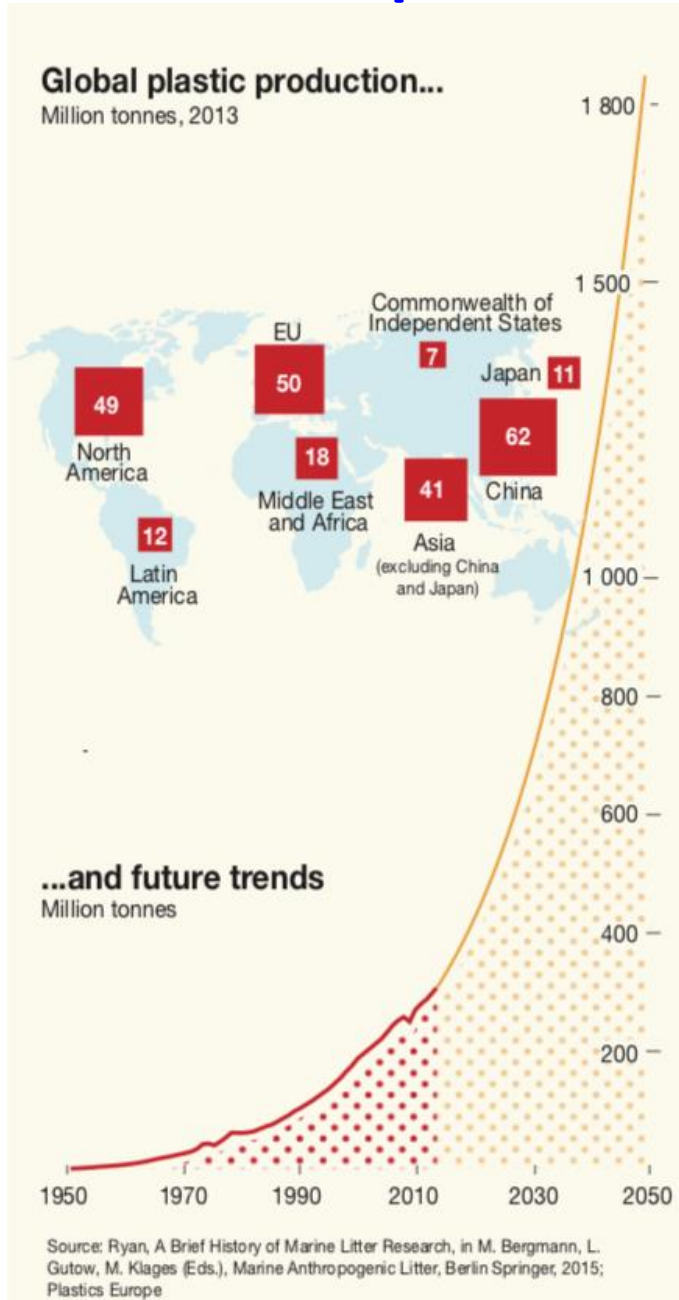 Global plastic production...
Million tonnes, 2013
1 800
1 500
Commonwealth of
Independent States
EU
7
Japan 11
50
49
62
North
America
18
41
China
Middle East
and Africa
12
Asia
(excluding China
and Japan)
Latin
America
1 000
800
600
...and future trends
Million tonnes
400
200
1950 1970 1990 2010 2030 2050
Source: Ryan, A Brief History of Marine Litter Research, in M. Bergmann, L.
Gutow, M. Klages (Eds.), Marine Anthropogenic Litter, Berlin Springer, 2015;
Plastics Europe